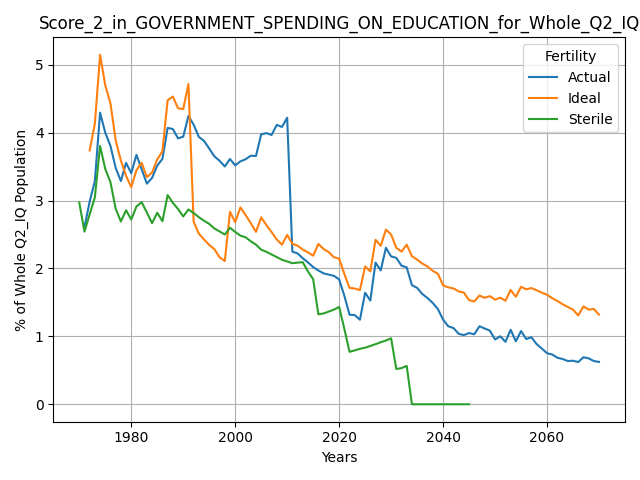 Score_2_in_GOVERNMENT_SPENDING_ON_EDUCATION_for_Whole_Q2_IQ
Fertility
Actual
Ideal
Sterile
% of Whole Q2_IQ Population
5
4
3
2
1
0
1980 2000 2020 2040 2060
Years